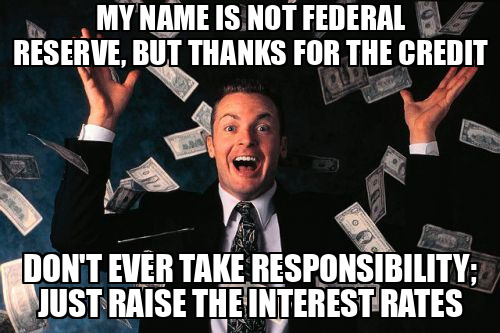 MY NAME IS NOT FEDERAL
RESERVE, BUT THANKS FOR THE CREDIT
DON'T EVER TAKE RESPONSIBILITY;
JUST RAISE THE INTEREST RATES